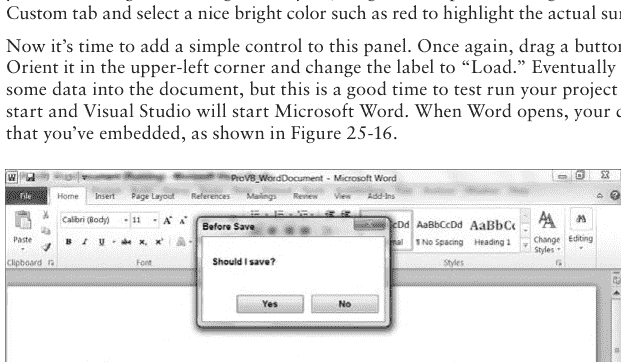 Custom tab and select a nice bright color such as red to highlight the actual
Now it's time to add a simple control to this panel. Once again, drag a
Orient it in the upper-left corner and change the label to “Load.” Eventually
some data into the document, but this is a good time to test run your project
start and Visual Studio will start Microsoft Word. When Word opens, your
that you've embedded, as shown in Figure 25-16.
ProVB_WordDocument - Microsoft Word
File Home Insert Page Layout References Mailings Review View Add-Ins
Calibri (Body) 11
AaBbCcDd AaBbC
Before Save
Paste
B I U abc
No Spacing Heading 1 Change Styles Editing
Should I save?
Clipboard Font Styles
Yes No